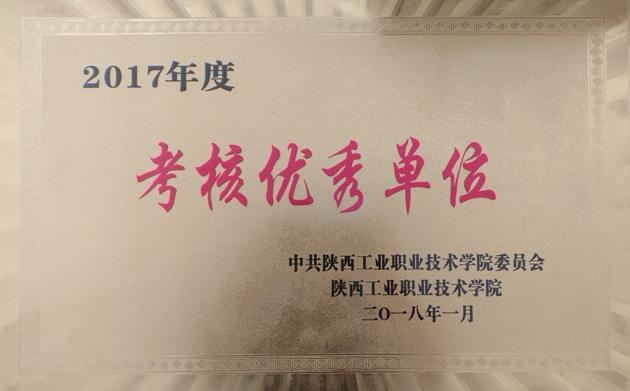 2017年度
考核优秀单位
中共陕西工业职业技术学院委员会
陕西工业职业技术学院
二O一八年一月